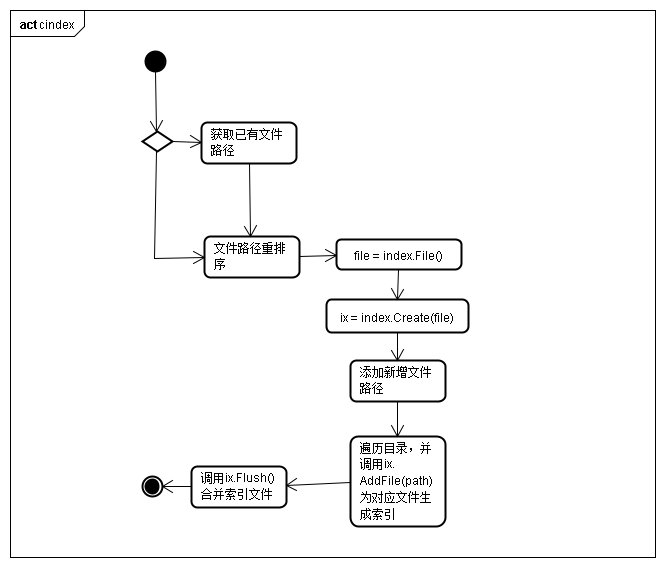 act cindex
获取已有文件
路径
文件路径重排
序
file = index.File()
ix = index.Create(file)
添加新增文件
路径
遍历目录，并
调用ix.
AddFile(path)
为对应文件生
成索引
调用ix.Flush()
合并索引文件